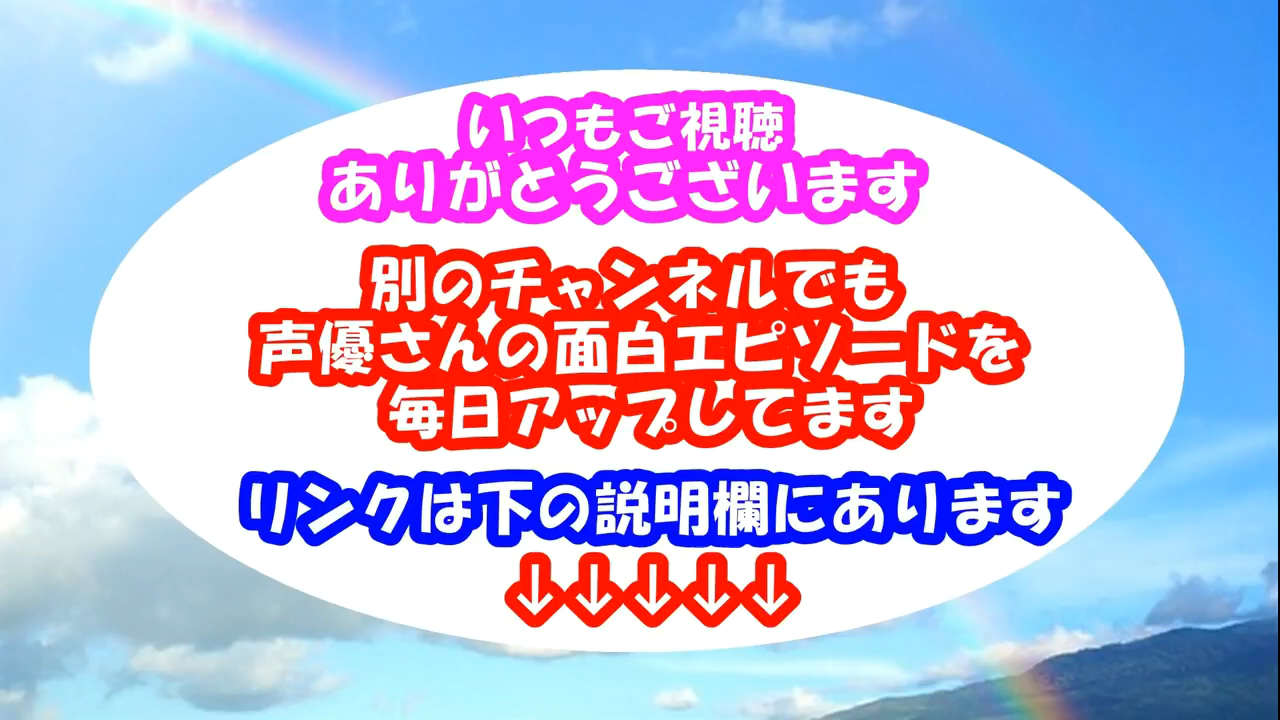 いつもご視聴
ありがとうございます
別のチャンネルでも
声優さんの面白エピソードを
毎日アップしてます
リンクは下の説明欄にあります
↓↓↓↓↓